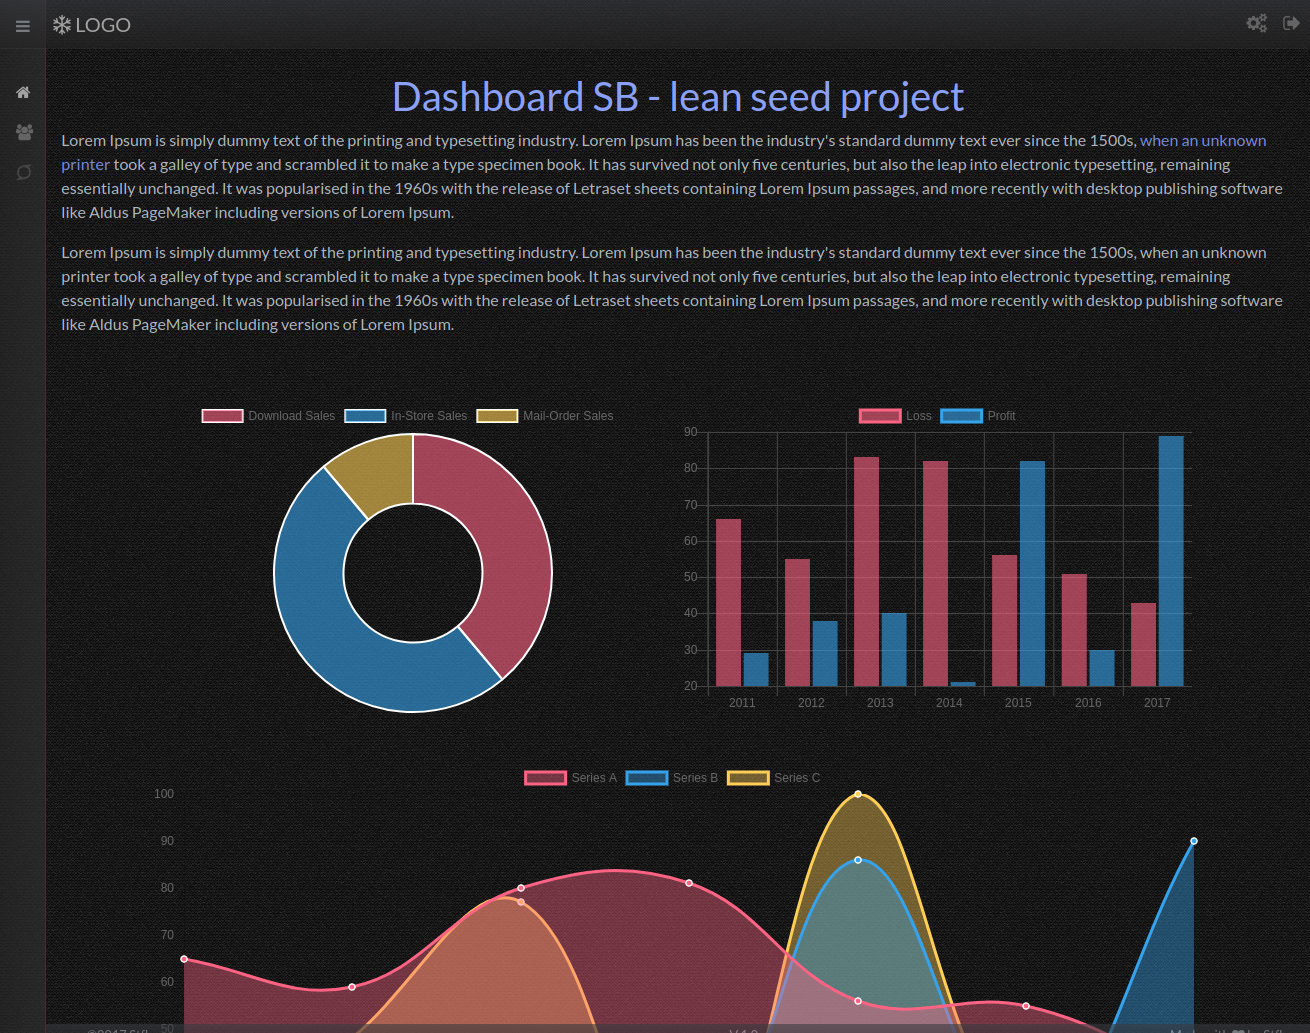 LOGO
Dashboard SB - lean seed project
Lorem Ipsum is simply dummy text of the printing and typesetting industry. Lorem Ipsum has been the industry's standard dummy text ever since the 1500s, when an unknown
printer took a galley of type and scrambled it to make a type specimen book. It has survived not only five centuries, but also the leap into electronic typesetting, remaining
essentially unchanged. It was popularised in the 1960s with the release of Letraset sheets containing Lorem Ipsum passages, and more recently with desktop publishing software
like Aldus PageMaker including versions of Lorem Ipsum.
Lorem Ipsum is simply dummy text of the printing and typesetting industry. Lorem Ipsum has been the industry's standard dummy text ever since the 1500s, when an unknown
printer took a galley of type and scrambled it to make a type specimen book. It has survived not only five centuries, but also the leap into electronic typesetting, remaining
essentially unchanged. It was popularised in the 1960s with the release of Letraset sheets containing Lorem Ipsum passages, and more recently with desktop publishing software
like Aldus PageMaker including versions of Lorem Ipsum.
Download Sales In-Store Sales Mail-Order Sales
Loss Profit
90
80
70
60
50
40
30
20
2011 2012 2013 2014 2015 2016 2017
Series A Series B Series C
100
90
80
70
60
50